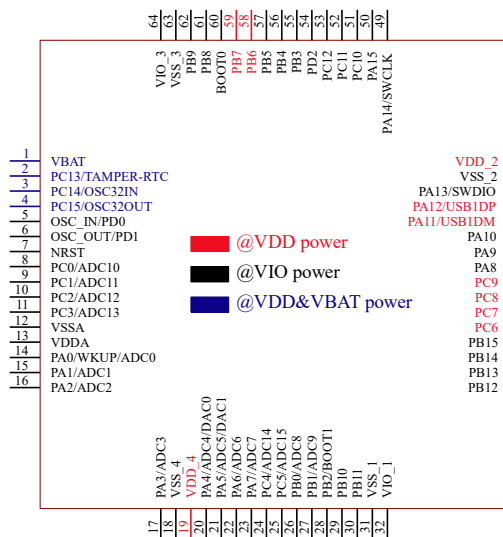 64 63 62 61 60 59 58 57 56 55 54 53 52 51 50 49
VIO_3
VSS_3
PB9
PB8
BOOT0
PB7
PB6
PB5
PB4
PB3
PD2
PC12
PC11
PC10
PA15
PA14/SWCLK
1 VBAT
2 PC13/TAMPER-RTC
3 PC14/OSC32IN
4 PC15/OSC32OUT
5 OSC_IN/PD0
6 OSC_OUT/PD1
7 NRST
8 PC0/ADC10
9 PC1/ADC11
10 PC2/ADC12
11 PC3/ADC13
12 VSSA
13 VDDA
14 PA0/WKUP/ADC0
15 PA1/ADC1
16 PA2/ADC2
@VDD power
@VIO power
@VDD&VBAT power
VDD_2
VSS_2
PA13/SWDIO
PA12/USB1DP
PA11/USB1DM
PA10
PA9
PA8
PC9
PC8
PC7
PC6
PB15
PB14
PB13
PB12
PA3/ADC3
VSS_4
VDD_4
PA4/ADC4/DAC0
PA5/ADC5/DAC1
PA6/ADC6
PA7/ADC7
PC4/ADC14
PC5/ADC15
PB0/ADC8
PB1/ADC9
PB2/BOOT1
PB10
PB11
VSS_1
VIO_1
17 18 19 20 21 22 23 24 25 26 27 28 29 30 31 32